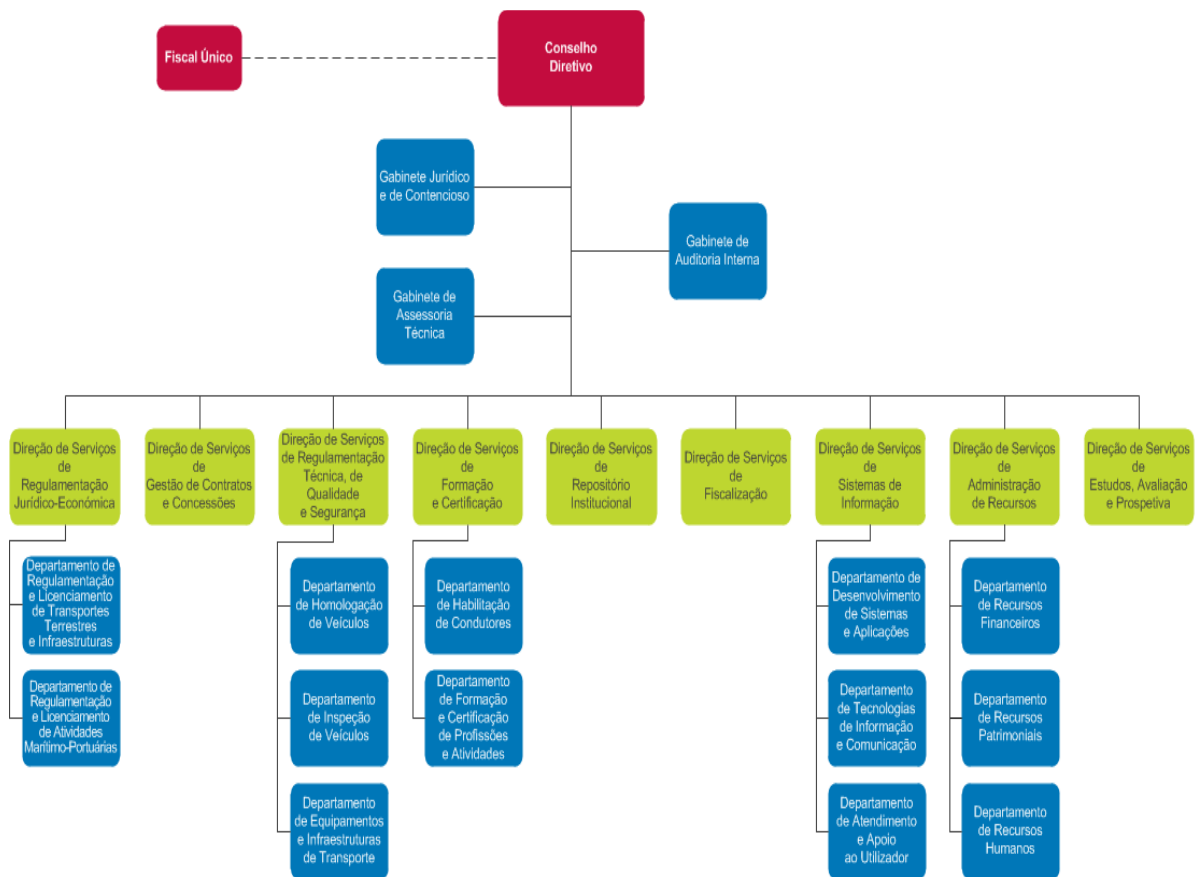 Fiscal Único
Conselho
Diretivo
Gabinete Jurídico
e de Contencioso
Gabinete de
Auditoria Interna
Gabinete de
Assessoria
Técnica
Direção de Serviços
de
Regulamentação
Jurídico-Económica
Direção de Serviços
de
Gestão de Contratos
e Concessões
Direção de Serviços
de Regulamentação
Técnica, de
Qualidade
e Segurança
Direção de Serviços
de
Formação
e Certificação
Direção de Serviços
de
Repositório
Institucional
Direção de Serviços
de
Fiscalização
Direção de Serviços
de
Sistemas de
Informação
Direção de Serviços
de
Administração
de Recursos
Direção de Serviços
de
Estudos, Avaliação
e Prospetiva
Departamento de
Regulamentação
e Licenciamento
de Transportes
Terrestres
e Infraestruturas
Departamento
de Homologação
de Veículos
Departamento
de Habilitação
de Condutores
Departamento de
Desenvolvimento
de Sistemas
e Aplicações
Departamento
de Recursos
Financeiros
Departamento de
Regulamentação
e Licenciamento
de Atividades
Marítimo-Portuárias
Departamento
de Inspeção
de Veículos
Departamento
de Formação
e Certificação
de Profissões
e Atividades
Departamento
de Tecnologias
de Informação
e Comunicação
Departamento
de Recursos
Patrimoniais
Departamento
de Equipamentos
e Infraestruturas
de Transporte
Departamento
de Atendimento
e Apoio
ao Utilizador
Departamento
de Recursos
Humanos